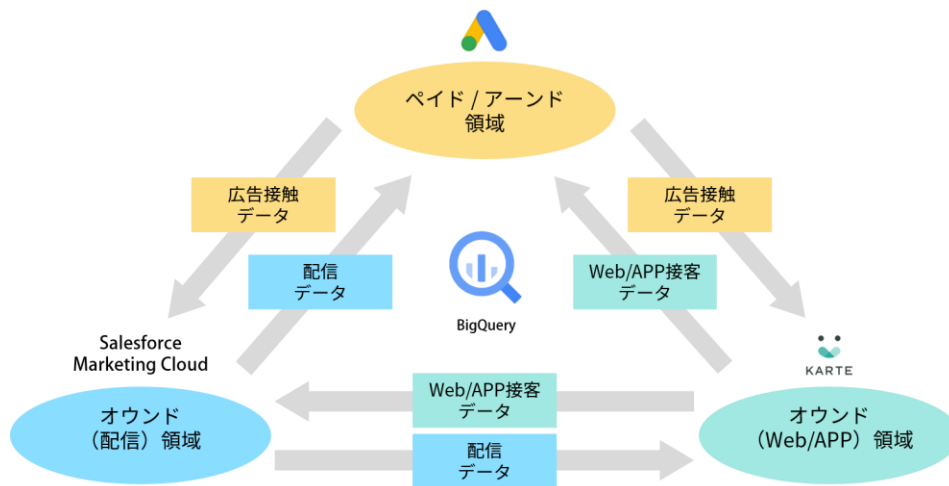 ペイド / アーンド
領域
広告接触
データ
広告接触
データ
配信
データ
Web/APP接客
データ
BigQuery
Salesforce
Marketing Cloud
KARTE
Web/APP接客
データ
オウンド
（配信）領域
オウンド
（Web/APP）領域
配信
データ